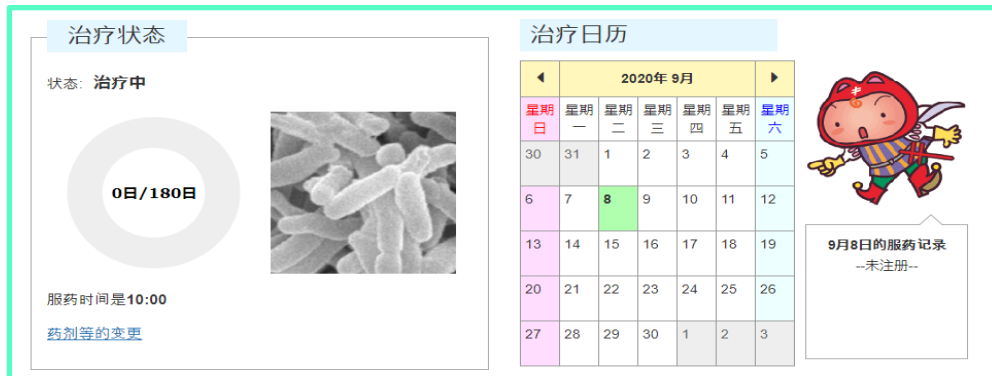 治疗状态
状态: 治疗中
0日/180日
服药时间是10:00
药剂等的变更
治疗日历
2020年 9月
星期日 星期一 星期二 星期三 星期四 星期五 星期六
30 31 1 2 3 4 5
6 7 8 9 10 11 12
13 14 15 16 17 18 19
20 21 22 23 24 25 26
27 28 29 30 1 2 3
9月8日的服药记录
--未注册--